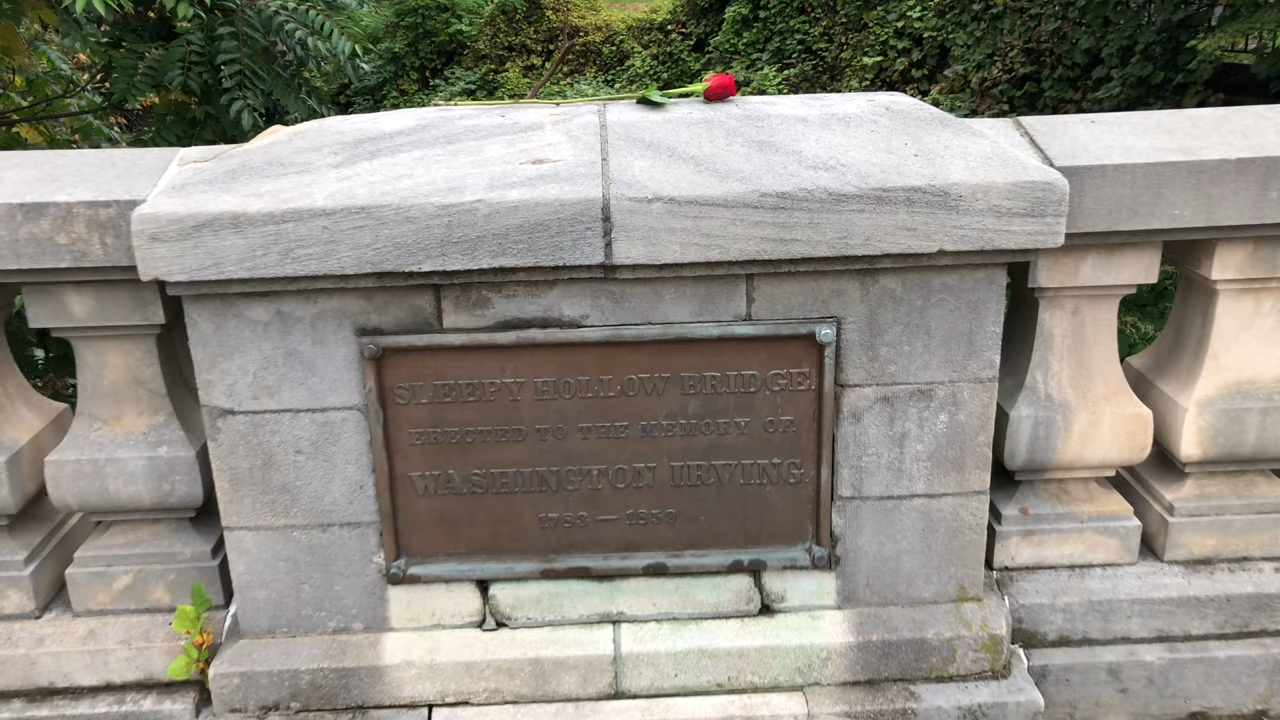 SLEEPY HOLLOW BRIDGE
ERECTED TO THE MEMORY OF
WASHINGTON IRVING
1783 — 1859